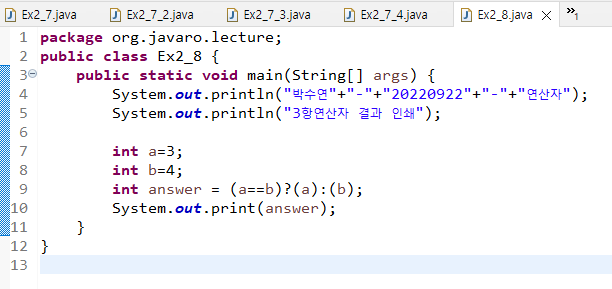 Ex2_7.java Ex2_7_2.java Ex2_7_3.java Ex2_7_4.java Ex2_8.java »1
1 package org.javaro.lecture;
2 public class Ex2_8 {
3 public static void main(String[] args) {
4 System.out.println("박수연"+"-"+"20220922"+"-"+"연산자");
5 System.out.println("3항연산자 결과 인쇄");
6
7 int a=3;
8 int b=4;
9 int answer = (a==b)?(a):(b);
10 System.out.print(answer);
11 }
12 }
13